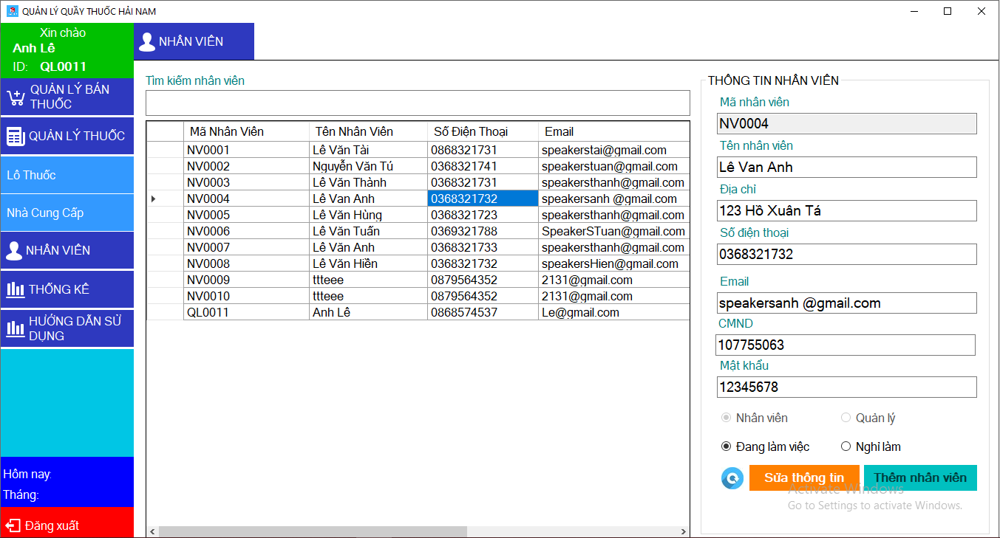 QUẢN LÝ QUẦY THUỐC HẢI NAM
Xin chào
Anh Lê
ID: QL0011
QUẢN LÝ BÁN
THUỐC
QUẢN LÝ THUỐC
Lô Thuốc
Nhà Cung Cấp
NHÂN VIÊN
THỐNG KÊ
HƯỚNG DẪN SỬ
DỤNG
Hôm nay:
Tháng:
Đăng xuất
NHÂN VIÊN
Tìm kiếm nhân viên
Mã Nhân Viên Tên Nhân Viên Số Điện Thoại Email
NV0001 Lê Văn Tài 0868321731 speakerstai@gmail.com
NV0002 Nguyễn Văn Tú 0368321741 speakerstuan@gmail.com
NV0003 Lê Văn Thành 0368321731 speakersthanh@gmail.com
NV0004 Lê Van Anh 0368321732 speakersanh @gmail.com
NV0005 Lê Văn Hùng 0368321723 speakersthanh@gmail.com
NV0006 Lê Văn Tuấn 0369321788 SpeakerSTuan@gmail.com
NV0007 Lê Văn Anh 0368321733 speakersthanh@gmail.com
NV0008 Lê Văn Hiền 0368321732 speakersHien@gmail.com
NV0009 ttteee 0879564352 2131@gmail.com
NV0010 ttteee 0879564352 2131@gmail.com
QL0011 Anh Lê 0868574537 Le@gmail.com
THÔNG TIN NHÂN VIÊN
Mã nhân viên
NV0004
Tên nhân viên
Lê Van Anh
Địa chỉ
123 Hồ Xuân Tá
Số điện thoại
0368321732
Email
speakersanh @gmail.com
CMND
107755063
Mật khẩu
12345678
Nhân viên Quản lý
Đang làm việc Nghỉ làm
Sửa thông tin Thêm nhân viên
Activate Windows
Go to Settings to activate Windows.